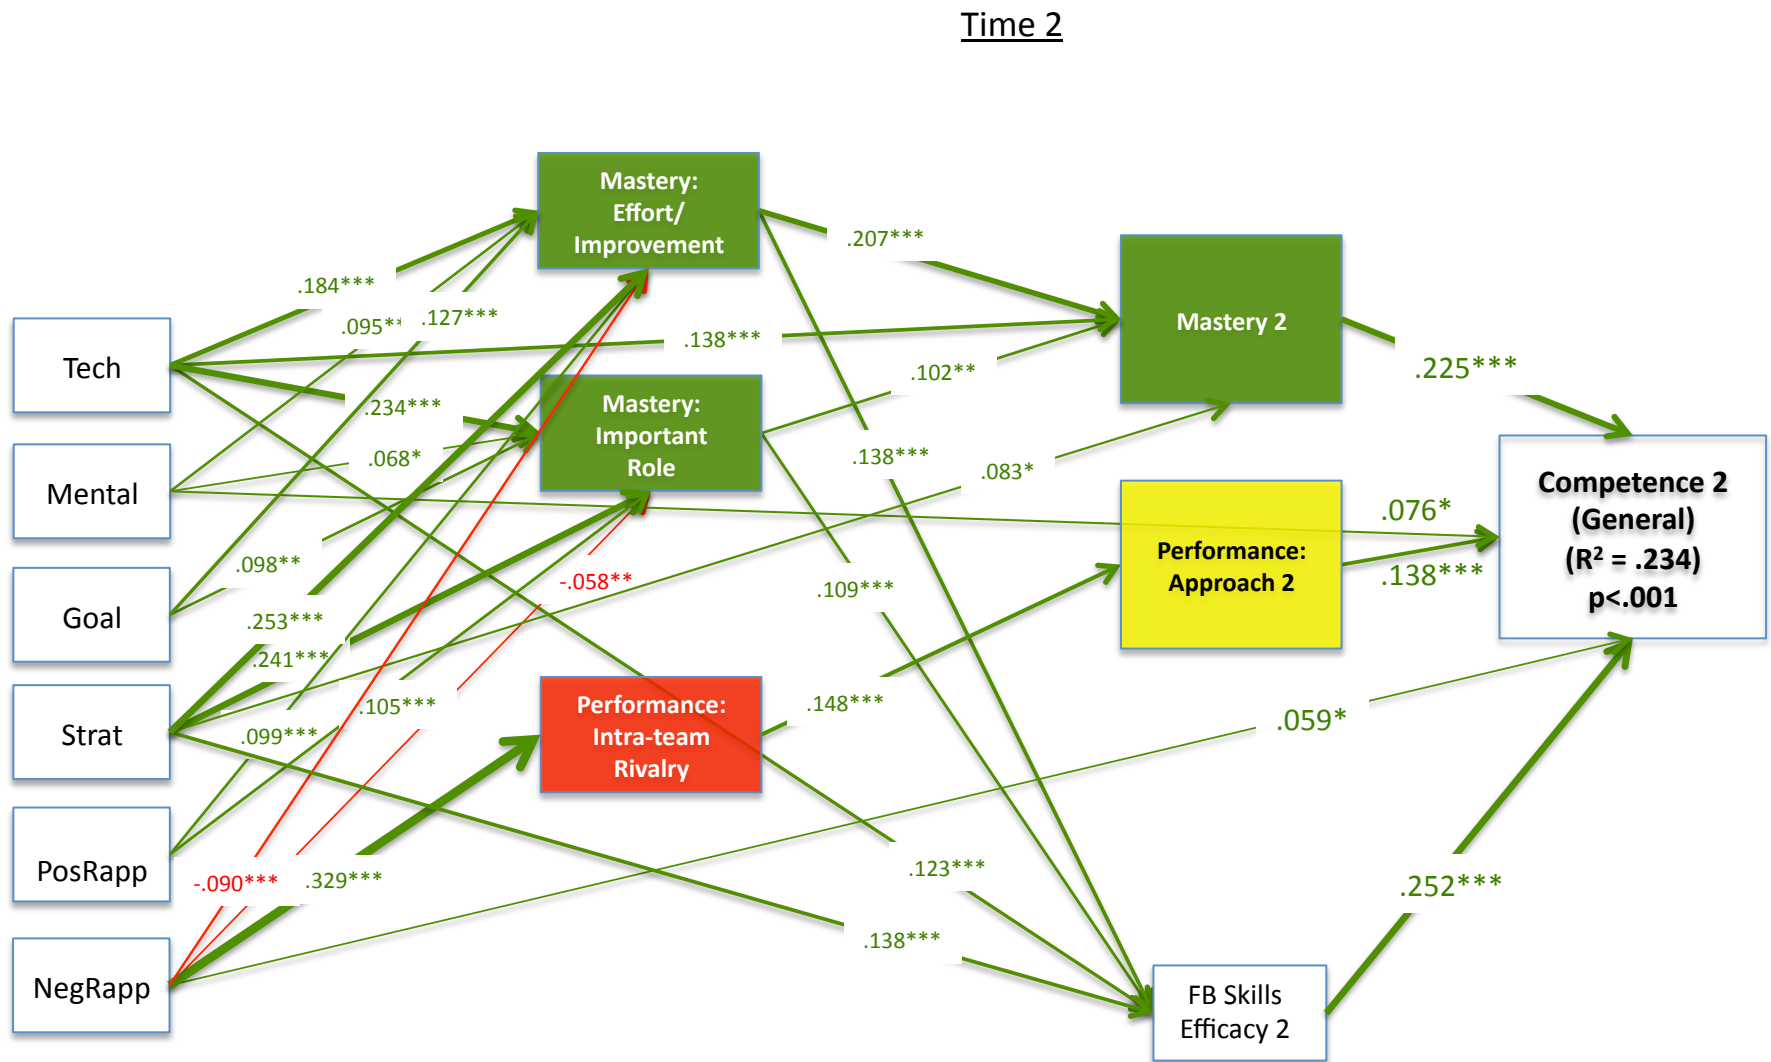 Time 2
Mastery:
Effort/
Improvement
.207***
.184***
.095**
.127***
Mastery 2
.138***
Tech
.102**
.225***
.234***
Mastery:
Important
Role
.068*
.138***
.083*
Mental
Competence 2
(General)
(R² = .234)
p<.001
.076*
Performance:
Approach 2
.138***
.098**
-.058**
.109***
Goal
.253***
.241***
.105***
Performance:
Intra-team
Rivalry
.148***
.059*
Strat
.099***
PosRapp
-.090***
.329***
.123***
.252***
.138***
NegRapp
FB Skills
Efficacy 2